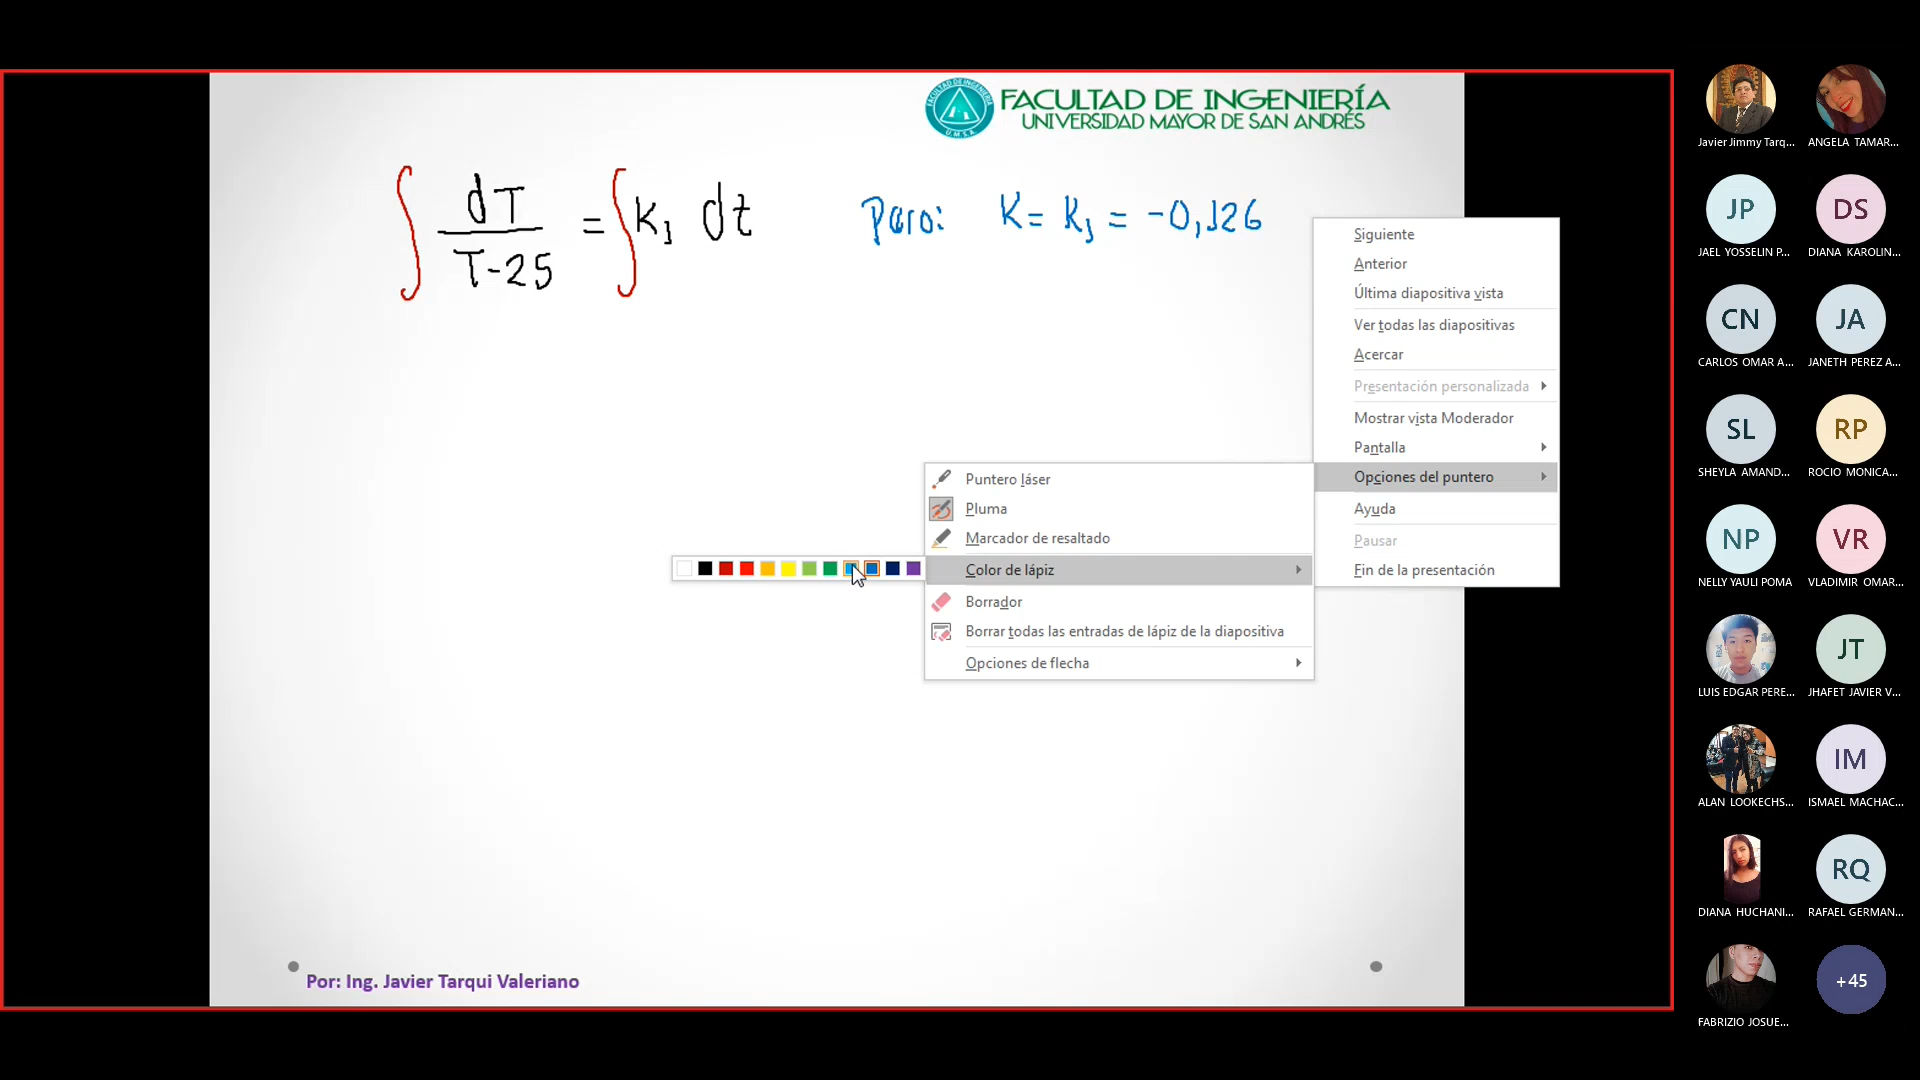 FACULTAD DE INGENIERÍA
UNIVERSIDAD MAYOR DE SAN ANDRÉS
U.M.S.A.
∫ dT / T-25 = ∫ K₁ dt
Para: K = K₁ = -0,126
Siguiente
Anterior
Última diapositiva vista
Ver todas las diapositivas
Acercar
Presentación personalizada
Mostrar vista Moderador
Pantalla
Opciones del puntero
Ayuda
Pausar
Fin de la presentación
Puntero láser
Pluma
Marcador de resaltado
Color de lápiz
Borrador
Borrar todas las entradas de lápiz de la diapositiva
Opciones de flecha
Por: Ing. Javier Tarqui Valeriano
Javier Jimmy Tarq...
ANGELA TAMAR...
JP
JAEL YOSSELIN P...
DS
DIANA KAROLIN...
CN
CARLOS OMAR A...
JA
JANETH PEREZ A...
SL
SHEYLA AMAND...
RP
ROCIO MONICA...
NP
NELLY YAULI POMA
VR
VLADIMIR OMAR...
LUIS EDGAR PERE...
JT
JHAFET JAVIER V...
ALAN LOOKECHS...
IM
ISMAEL MACHAC...
DIANA HUCHANI...
RQ
RAFAEL GERMAN...
FABRIZIO JOSUE...
+45